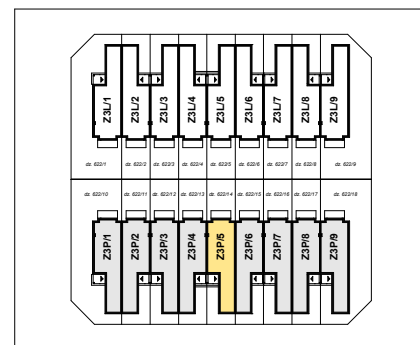 Z3L/1 Z3L/2 Z3L/3 Z3L/4 Z3L/5 Z3L/6 Z3L/7 Z3L/8 Z3L/9
dz. 622/1 dz. 622/2 dz. 622/3 dz. 622/4 dz. 622/5 dz. 622/6 dz. 622/7 dz. 622/8 dz. 622/9
dz. 622/10 dz. 622/11 dz. 622/12 dz. 622/13 dz. 622/14 dz. 622/15 dz. 622/16 dz. 622/17 dz. 622/18
Z3P/1 Z3P/2 Z3P/3 Z3P/4 Z3P/5 Z3P/6 Z3P/7 Z3P/8 Z3P/9